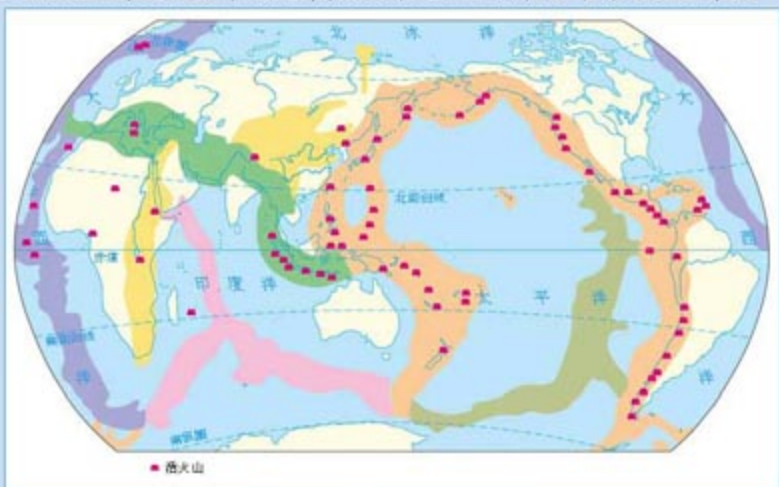 北 冰 洋
大
大
北回归线
西
赤道
印 度 洋
太 平 洋
西
南回归线
洋
洋
南极圈
活火山